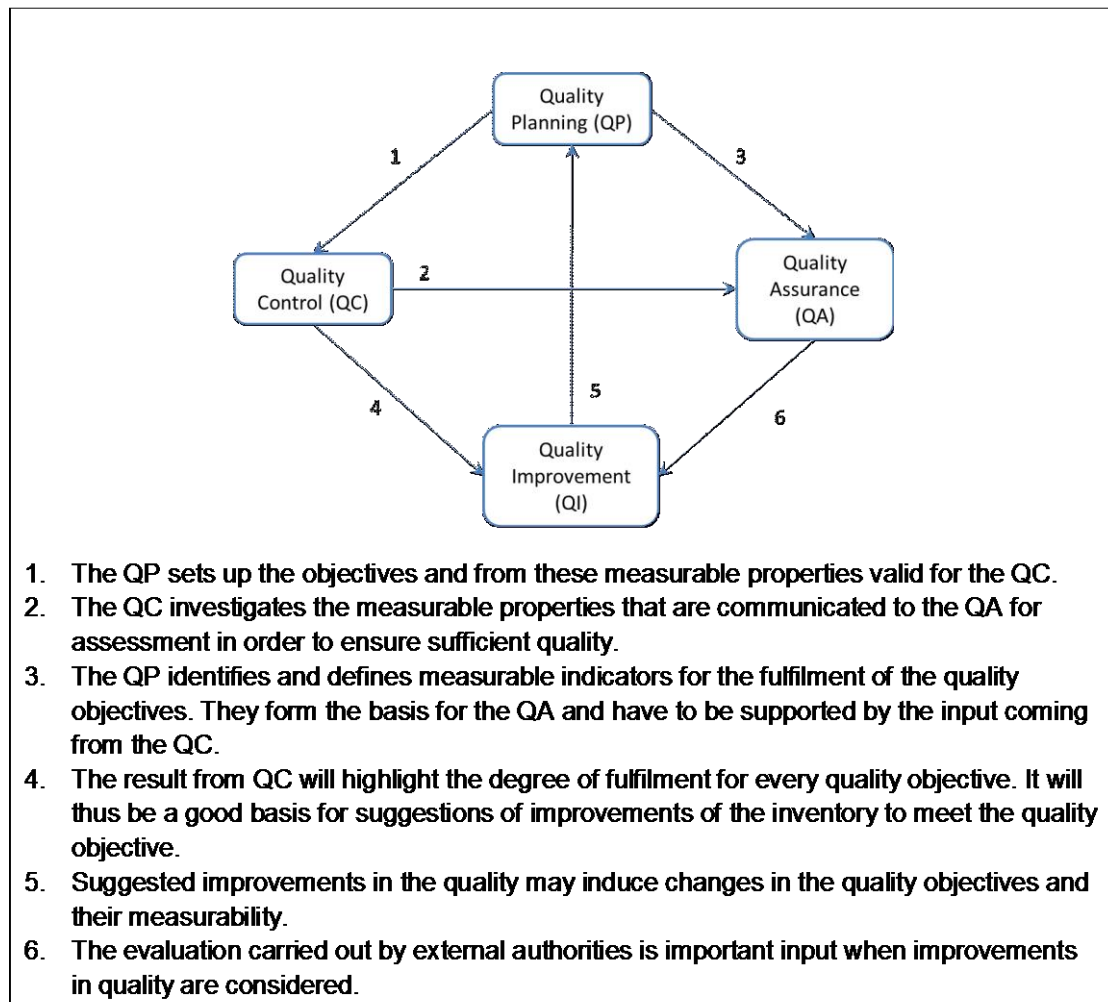 Quality
Planning (QP)
1
3
Quality
Control (QC)
2
Quality
Assurance
(QA)
4
5
6
Quality
Improvement
(QI)
1. The QP sets up the objectives and from these measurable properties valid for the QC.
2. The QC investigates the measurable properties that are communicated to the QA for
assessment in order to ensure sufficient quality.
3. The QP identifies and defines measurable indicators for the fulfilment of the quality
objectives. They form the basis for the QA and have to be supported by the input coming
from the QC.
4. The result from QC will highlight the degree of fulfilment for every quality objective. It will
thus be a good basis for suggestions of improvements of the inventory to meet the quality
objective.
5. Suggested improvements in the quality may induce changes in the quality objectives and
their measurability.
6. The evaluation carried out by external authorities is important input when improvements
in quality are considered.